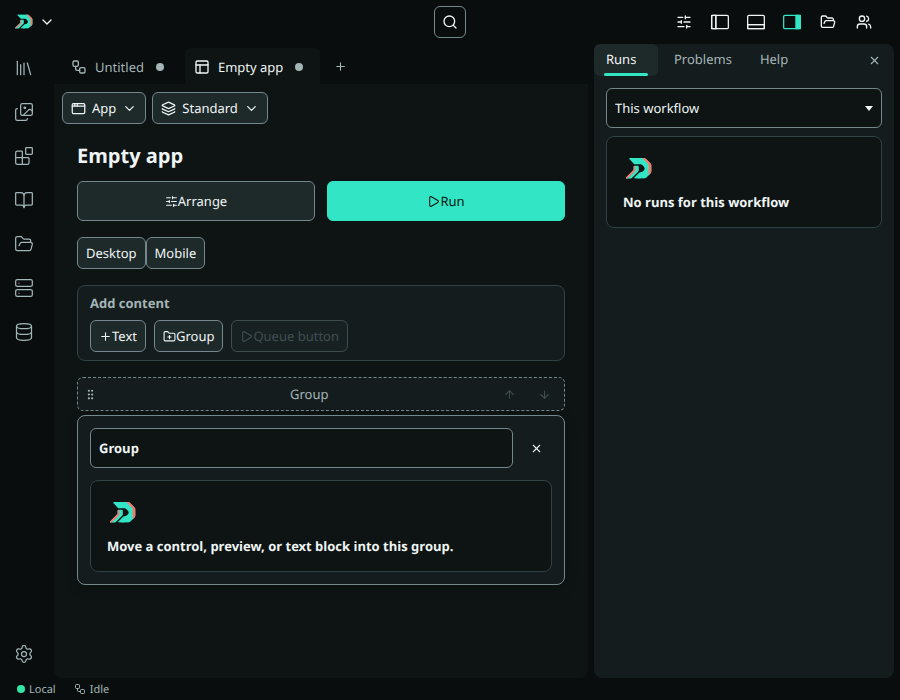 Untitled
Empty app
Runs
Problems
Help
App
Standard
This workflow
Empty app
No runs for this workflow
Arrange
Run
Desktop
Mobile
Add content
Text
Group
Queue button
Group
Group
Move a control, preview, or text block into this group.
Local
Idle